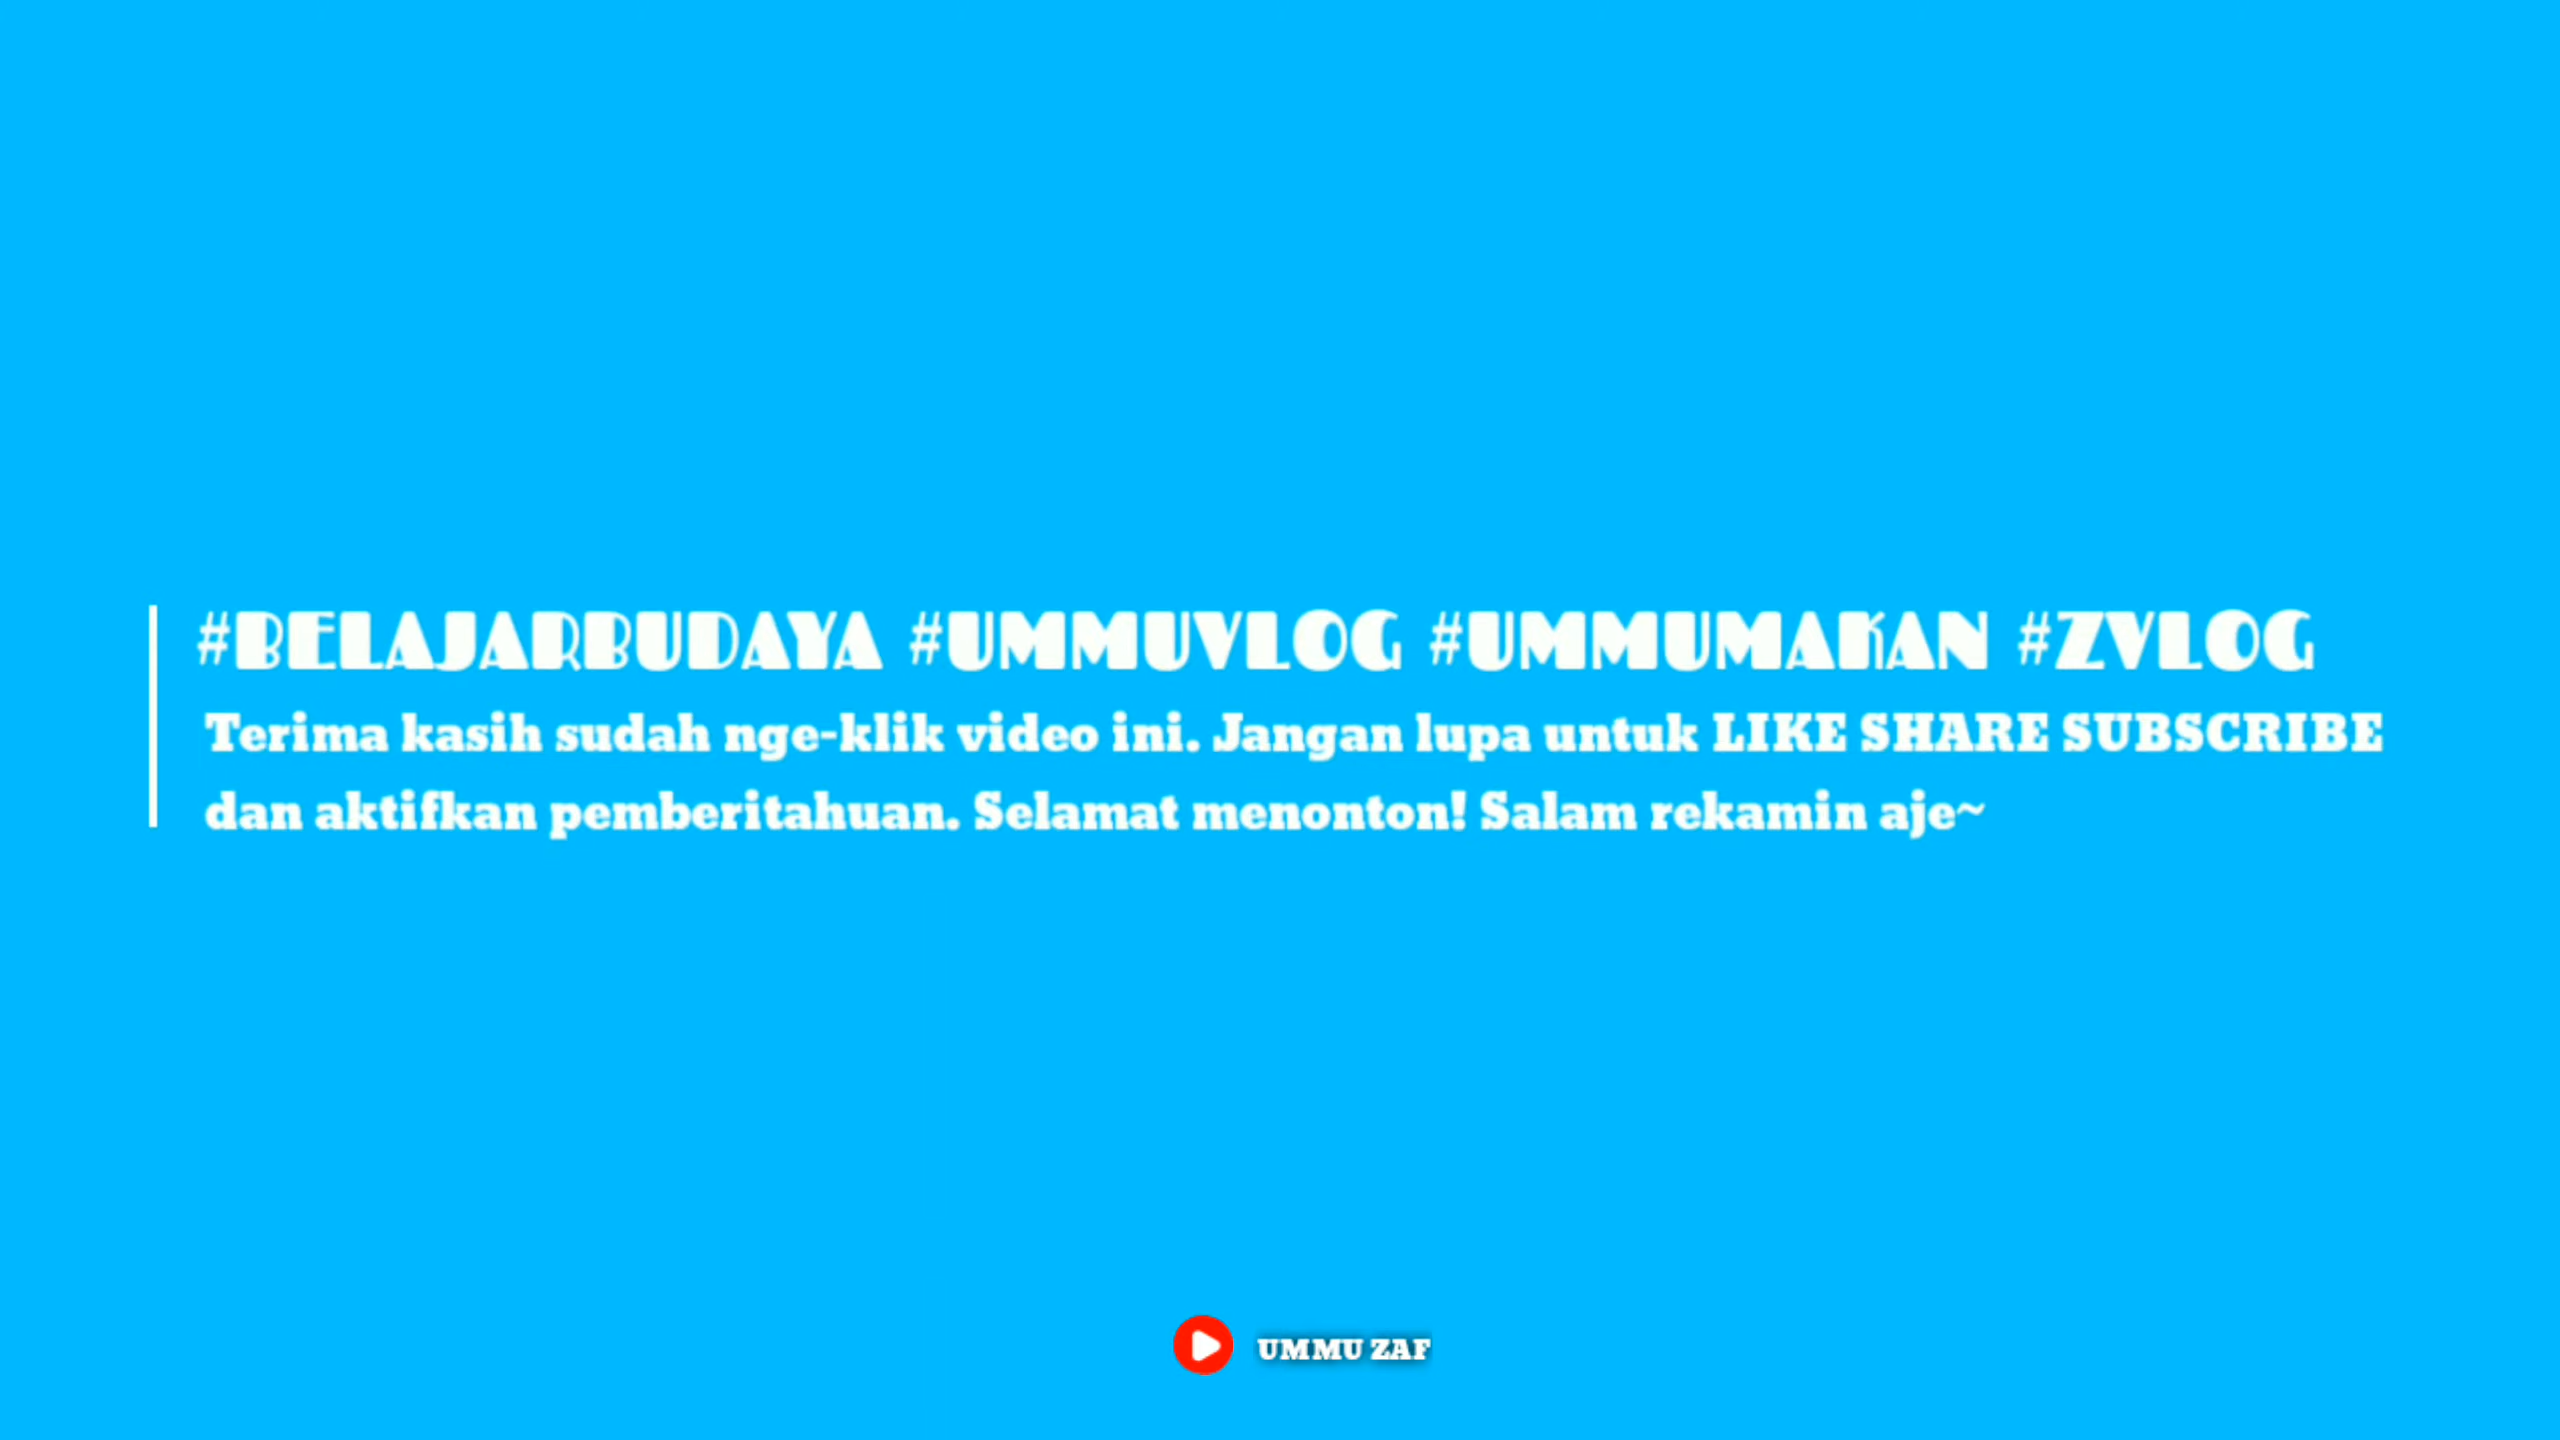 #BELAJARBUDAYA #UMMUVLOG #UMMUMAKAN #ZVLOG
Terima kasih sudah nge-klik video ini. Jangan lupa untuk LIKE SHARE SUBSCRIBE
dan aktifkan pemberitahuan. Selamat menonton! Salam rekamin aje~
UMMU ZAF